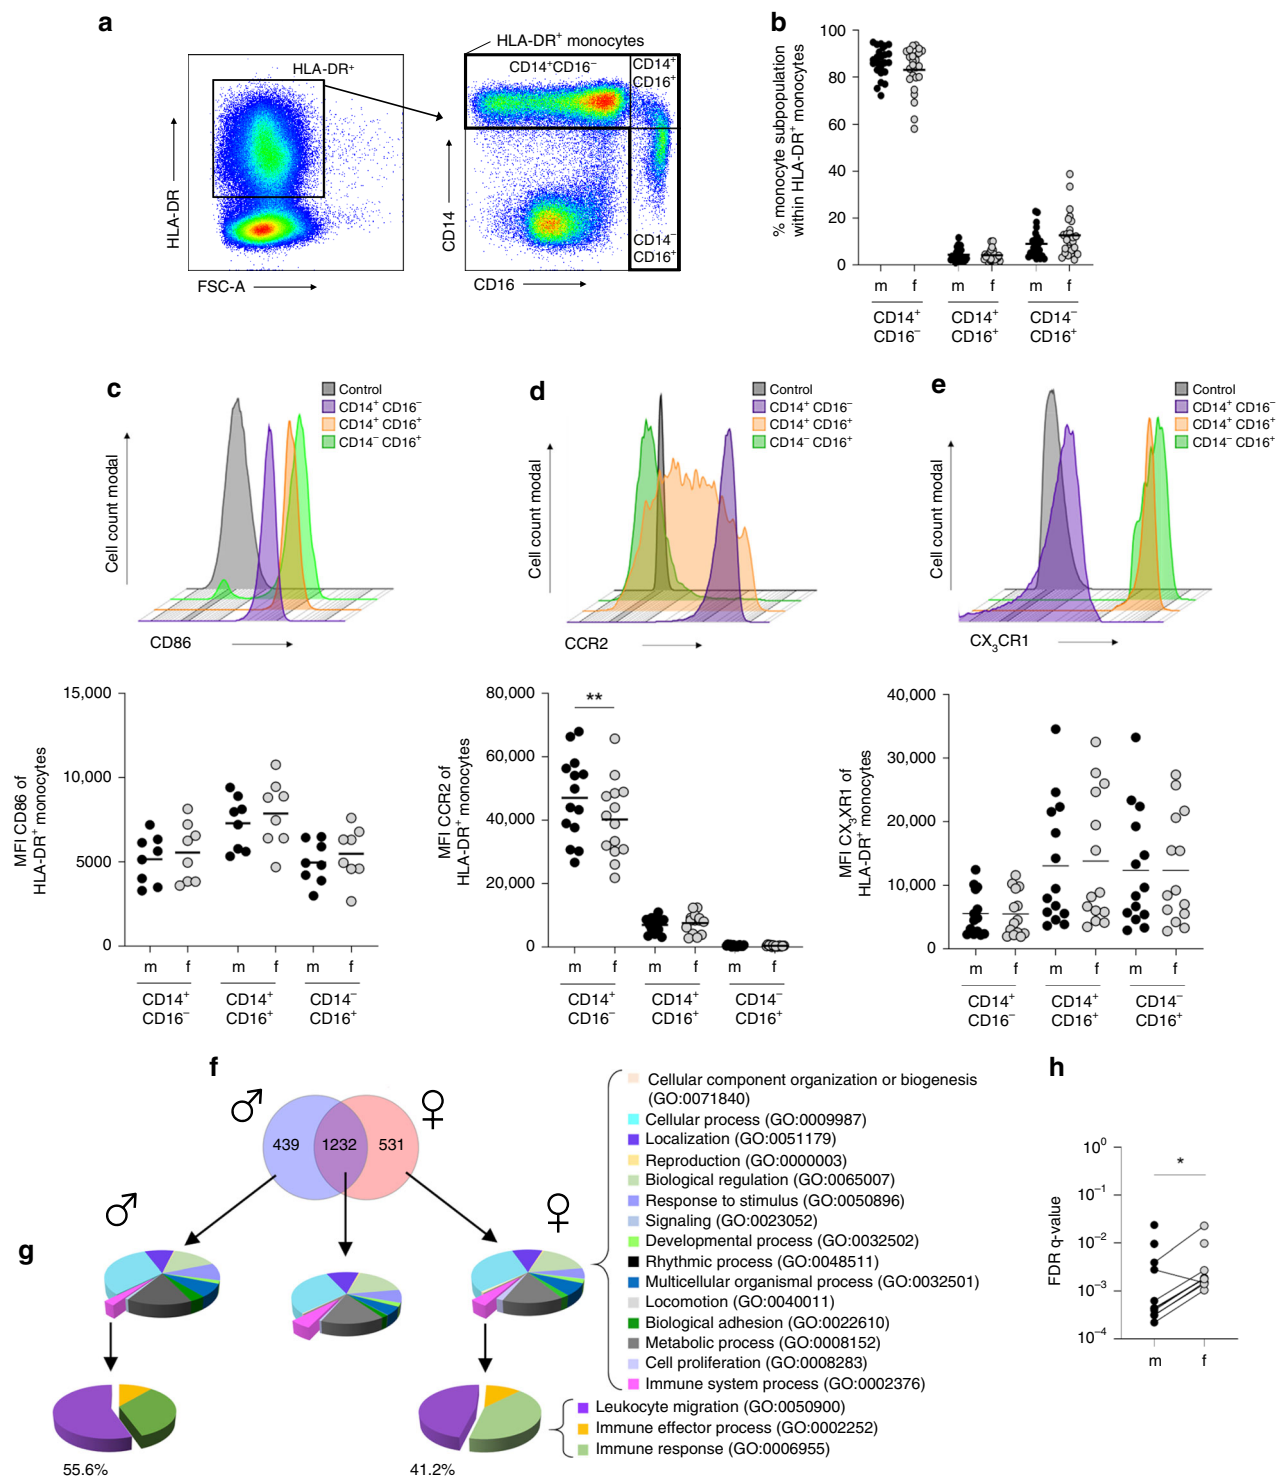 a
HLA-DR⁺ monocytes
HLA-DR⁺
CD14⁺CD16⁻
CD14⁺
CD16⁺
CD14⁻
CD16⁺
HLA-DR
FSC-A
CD14
CD16
b
% monocyte subpopulation
within HLA-DR⁺ monocytes
100
80
60
40
20
0
m f m f m f
CD14⁺ CD14⁺ CD14⁻
CD16⁻ CD16⁺ CD16⁺
c
Control
CD14⁺ CD16⁻
CD14⁺ CD16⁺
CD14⁻ CD16⁺
Cell count modal
CD86
d
Control
CD14⁺ CD16⁻
CD14⁺ CD16⁺
CD14⁻ CD16⁺
Cell count modal
CCR2
e
Control
CD14⁺ CD16⁻
CD14⁺ CD16⁺
CD14⁻ CD16⁺
Cell count modal
CX₃CR1
MFI CD86 of
HLA-DR⁺ monocytes
15,000
10,000
5000
0
m f m f m f
CD14⁺ CD14⁺ CD14⁻
CD16⁻ CD16⁺ CD16⁺
MFI CCR2 of
HLA-DR⁺ monocytes
80,000
60,000
40,000
20,000
0
**
m f m f m f
CD14⁺ CD14⁺ CD14⁻
CD16⁻ CD16⁺ CD16⁺
MFI CX₃XR1 of
HLA-DR⁺ monocytes
40,000
30,000
20,000
10,000
0
m f m f m f
CD14⁺ CD14⁺ CD14⁻
CD16⁻ CD16⁺ CD16⁺
f
♂ ♀
439 1232 531
♂ ♀
Cellular component organization or biogenesis
(GO:0071840)
Cellular process (GO:0009987)
Localization (GO:0051179)
Reproduction (GO:0000003)
Biological regulation (GO:0065007)
Response to stimulus (GO:0050896)
Signaling (GO:0023052)
Developmental process (GO:0032502)
Rhythmic process (GO:0048511)
Multicellular organismal process (GO:0032501)
Locomotion (GO:0040011)
Biological adhesion (GO:0022610)
Metabolic process (GO:0008152)
Cell proliferation (GO:0008283)
Immune system process (GO:0002376)
g
Leukocyte migration (GO:0050900)
Immune effector process (GO:0002252)
Immune response (GO:0006955)
55.6%
41.2%
h
FDR q-value
10⁰
10⁻¹
10⁻²
10⁻³
10⁻⁴
*
m f